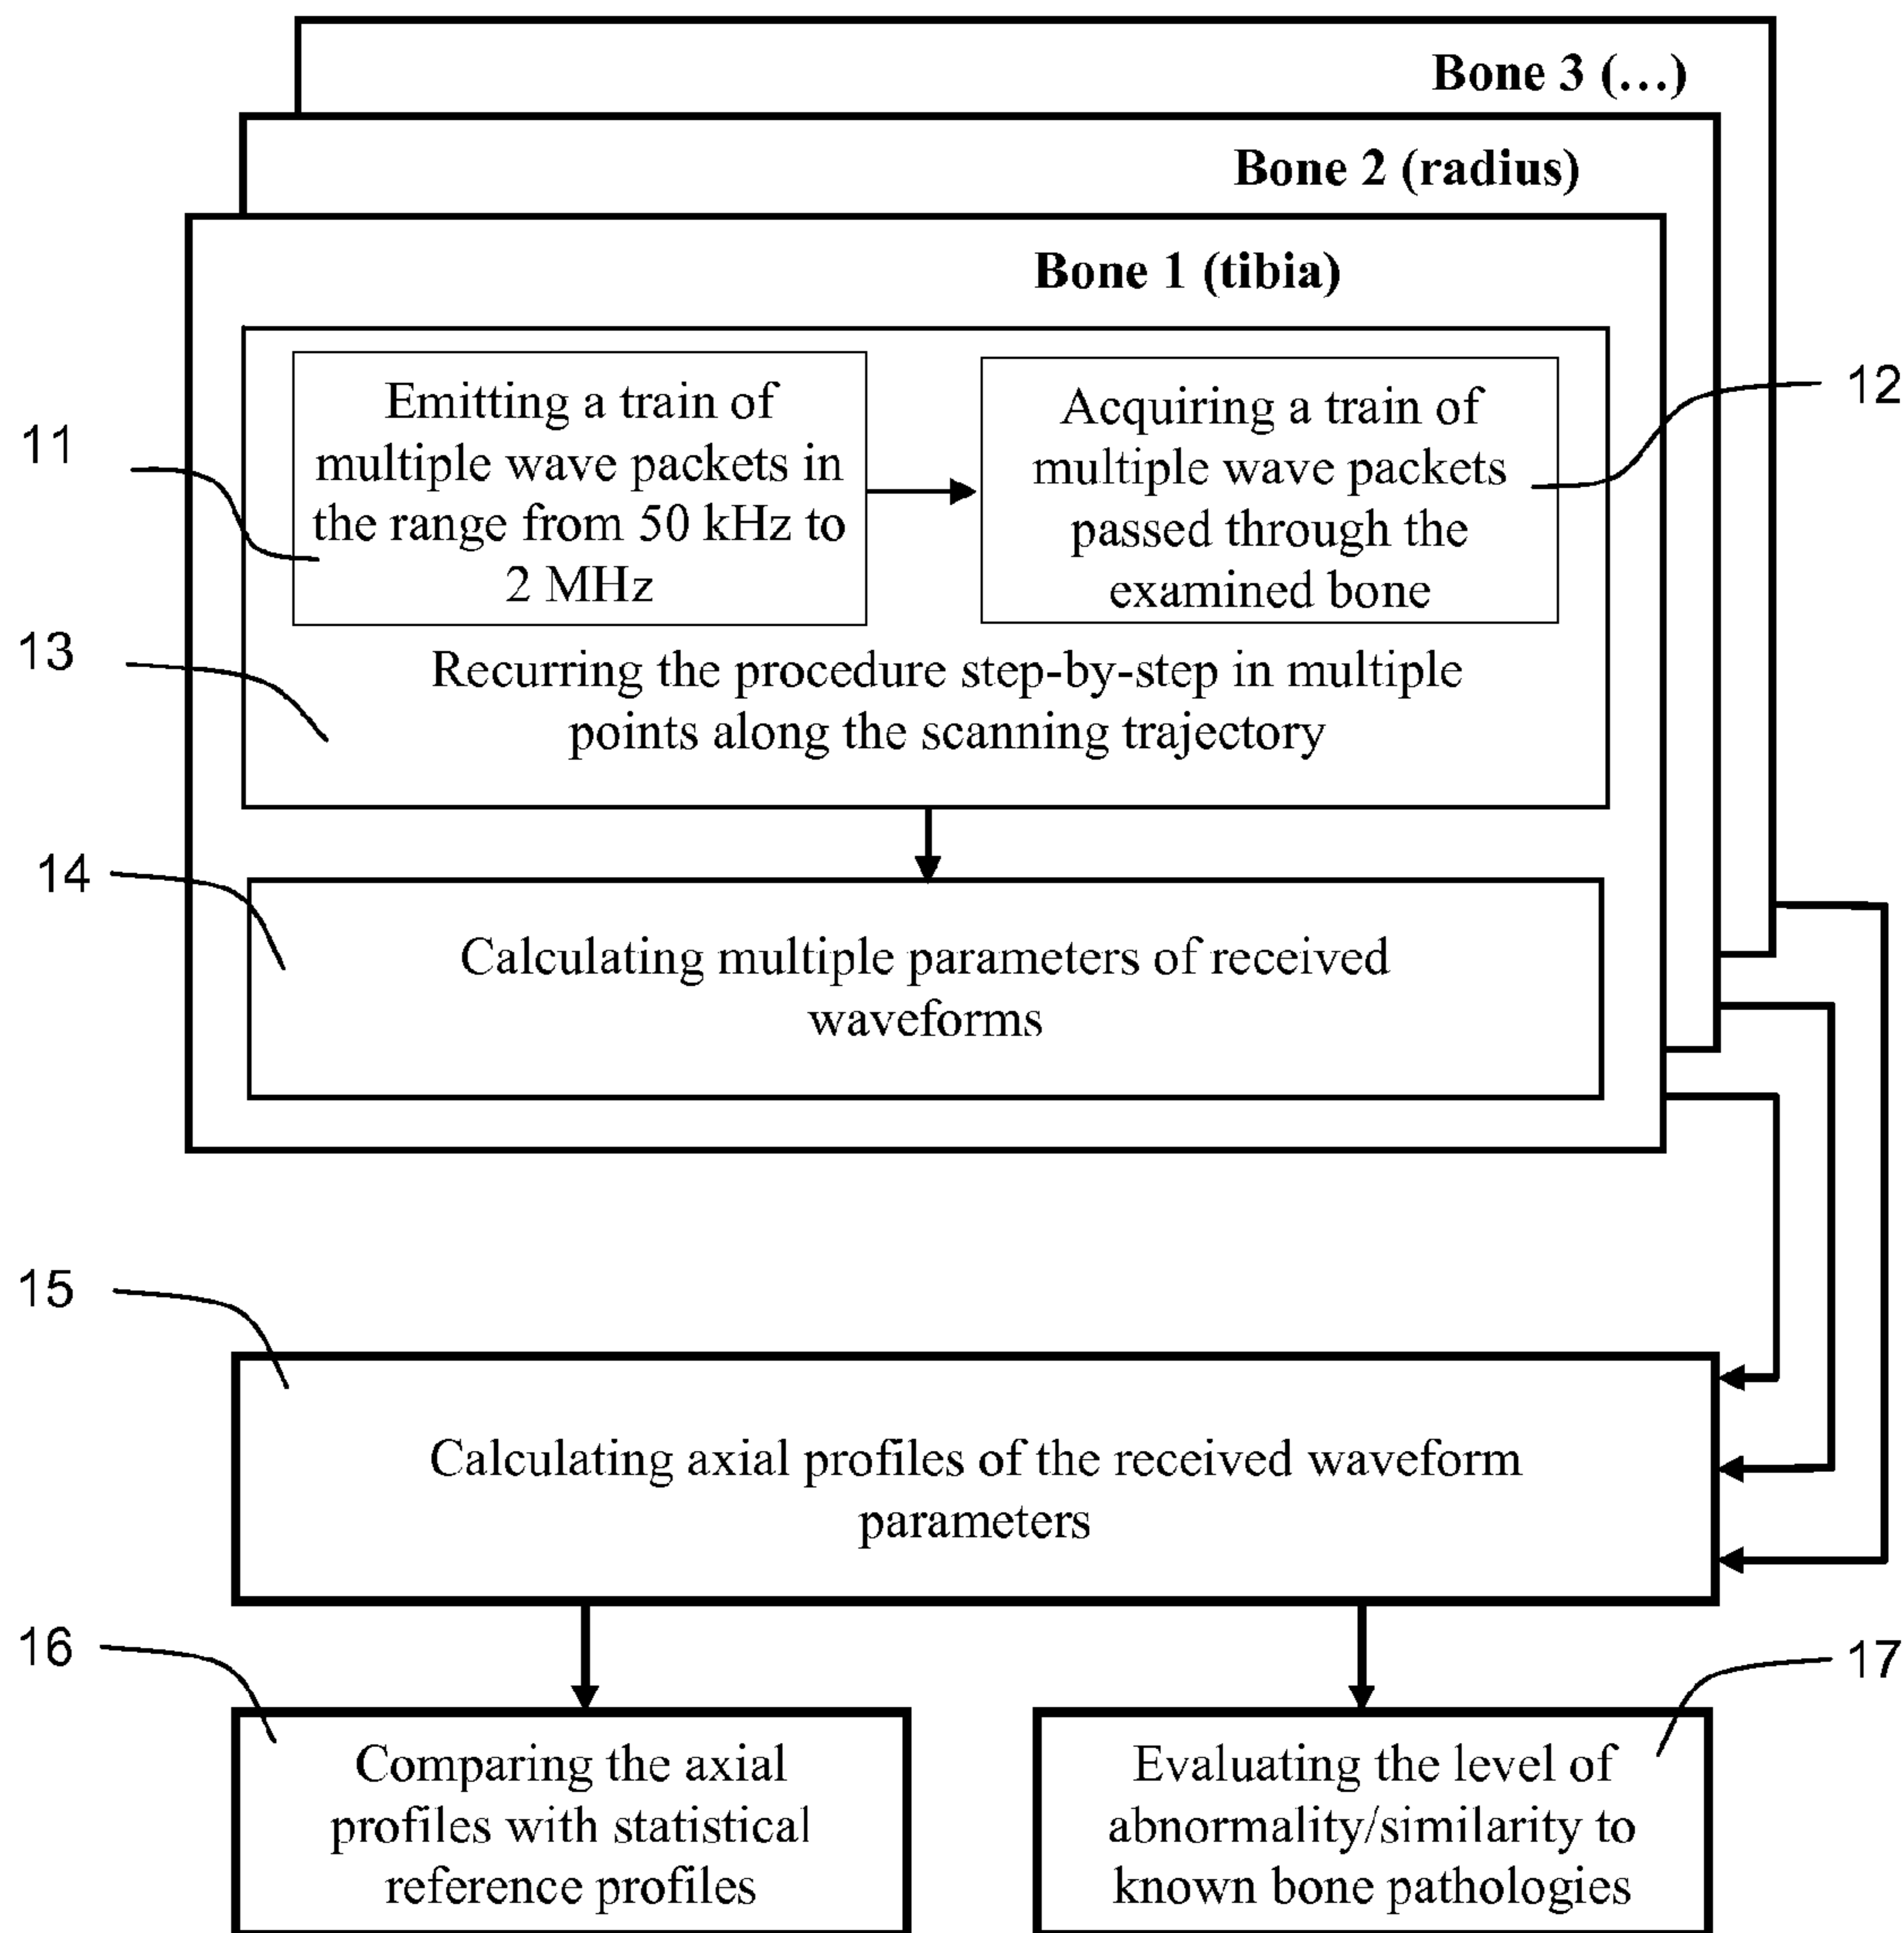 Bone 3 (...)
Bone 2 (radius)
Bone 1 (tibia)
11
Emitting a train of
multiple wave packets in
the range from 50 kHz to
2 MHz
Acquiring a train of
multiple wave packets
passed through the
examined bone
12
13
Recurring the procedure step-by-step in multiple
points along the scanning trajectory
14
Calculating multiple parameters of received
waveforms
15
Calculating axial profiles of the received waveform
parameters
16
Comparing the axial
profiles with statistical
reference profiles
17
Evaluating the level of
abnormality/similarity to
known bone pathologies